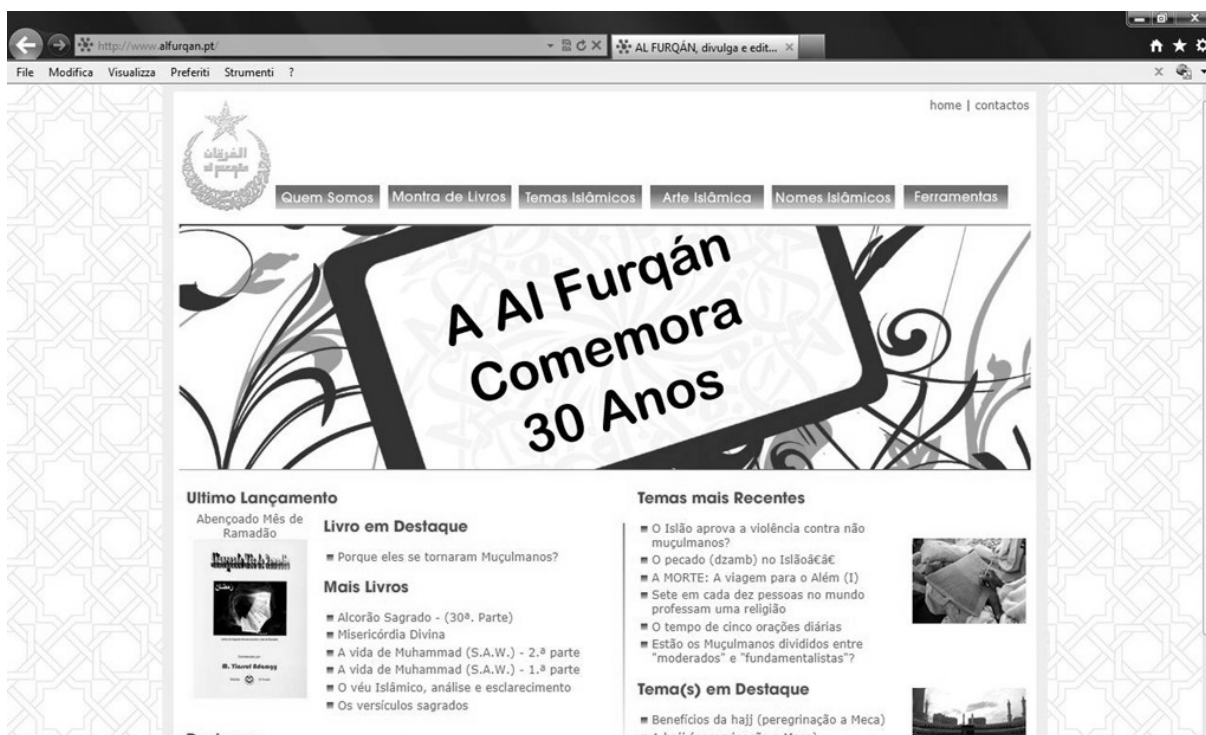 http://www.alfurqan.pt/
AL FURQÁN, divulga e edit...
File Modifica Visualizza Preferiti Strumenti ?
home | contactos
الفرقان
Quem Somos
Montra de Livros
Temas Islâmicos
Arte Islâmica
Nomes Islâmicos
Ferramentas
A Al Furqán
Comemora
30 Anos
Ultimo Lançamento
Abençoado Mês de
Ramadão
رمضان
M. Yiossuf Adamgy
Livro em Destaque
Porque eles se tornaram Muçulmanos?
Mais Livros
Alcorão Sagrado - (30ª. Parte)
Misericórdia Divina
A vida de Muhammad (S.A.W.) - 2.ª parte
A vida de Muhammad (S.A.W.) - 1.ª parte
O véu Islâmico, análise e esclarecimento
Os versículos sagrados
Temas mais Recentes
O Islão aprova a violência contra não
muçulmanos?
O pecado (dzamb) no Islãoâ€â€
A MORTE: A viagem para o Além (I)
Sete em cada dez pessoas no mundo
professam uma religião
O tempo de cinco orações diárias
Estão os Muçulmanos divididos entre
"moderados" e "fundamentalistas"?
Tema(s) em Destaque
Benefícios da hajj (peregrinação a Meca)